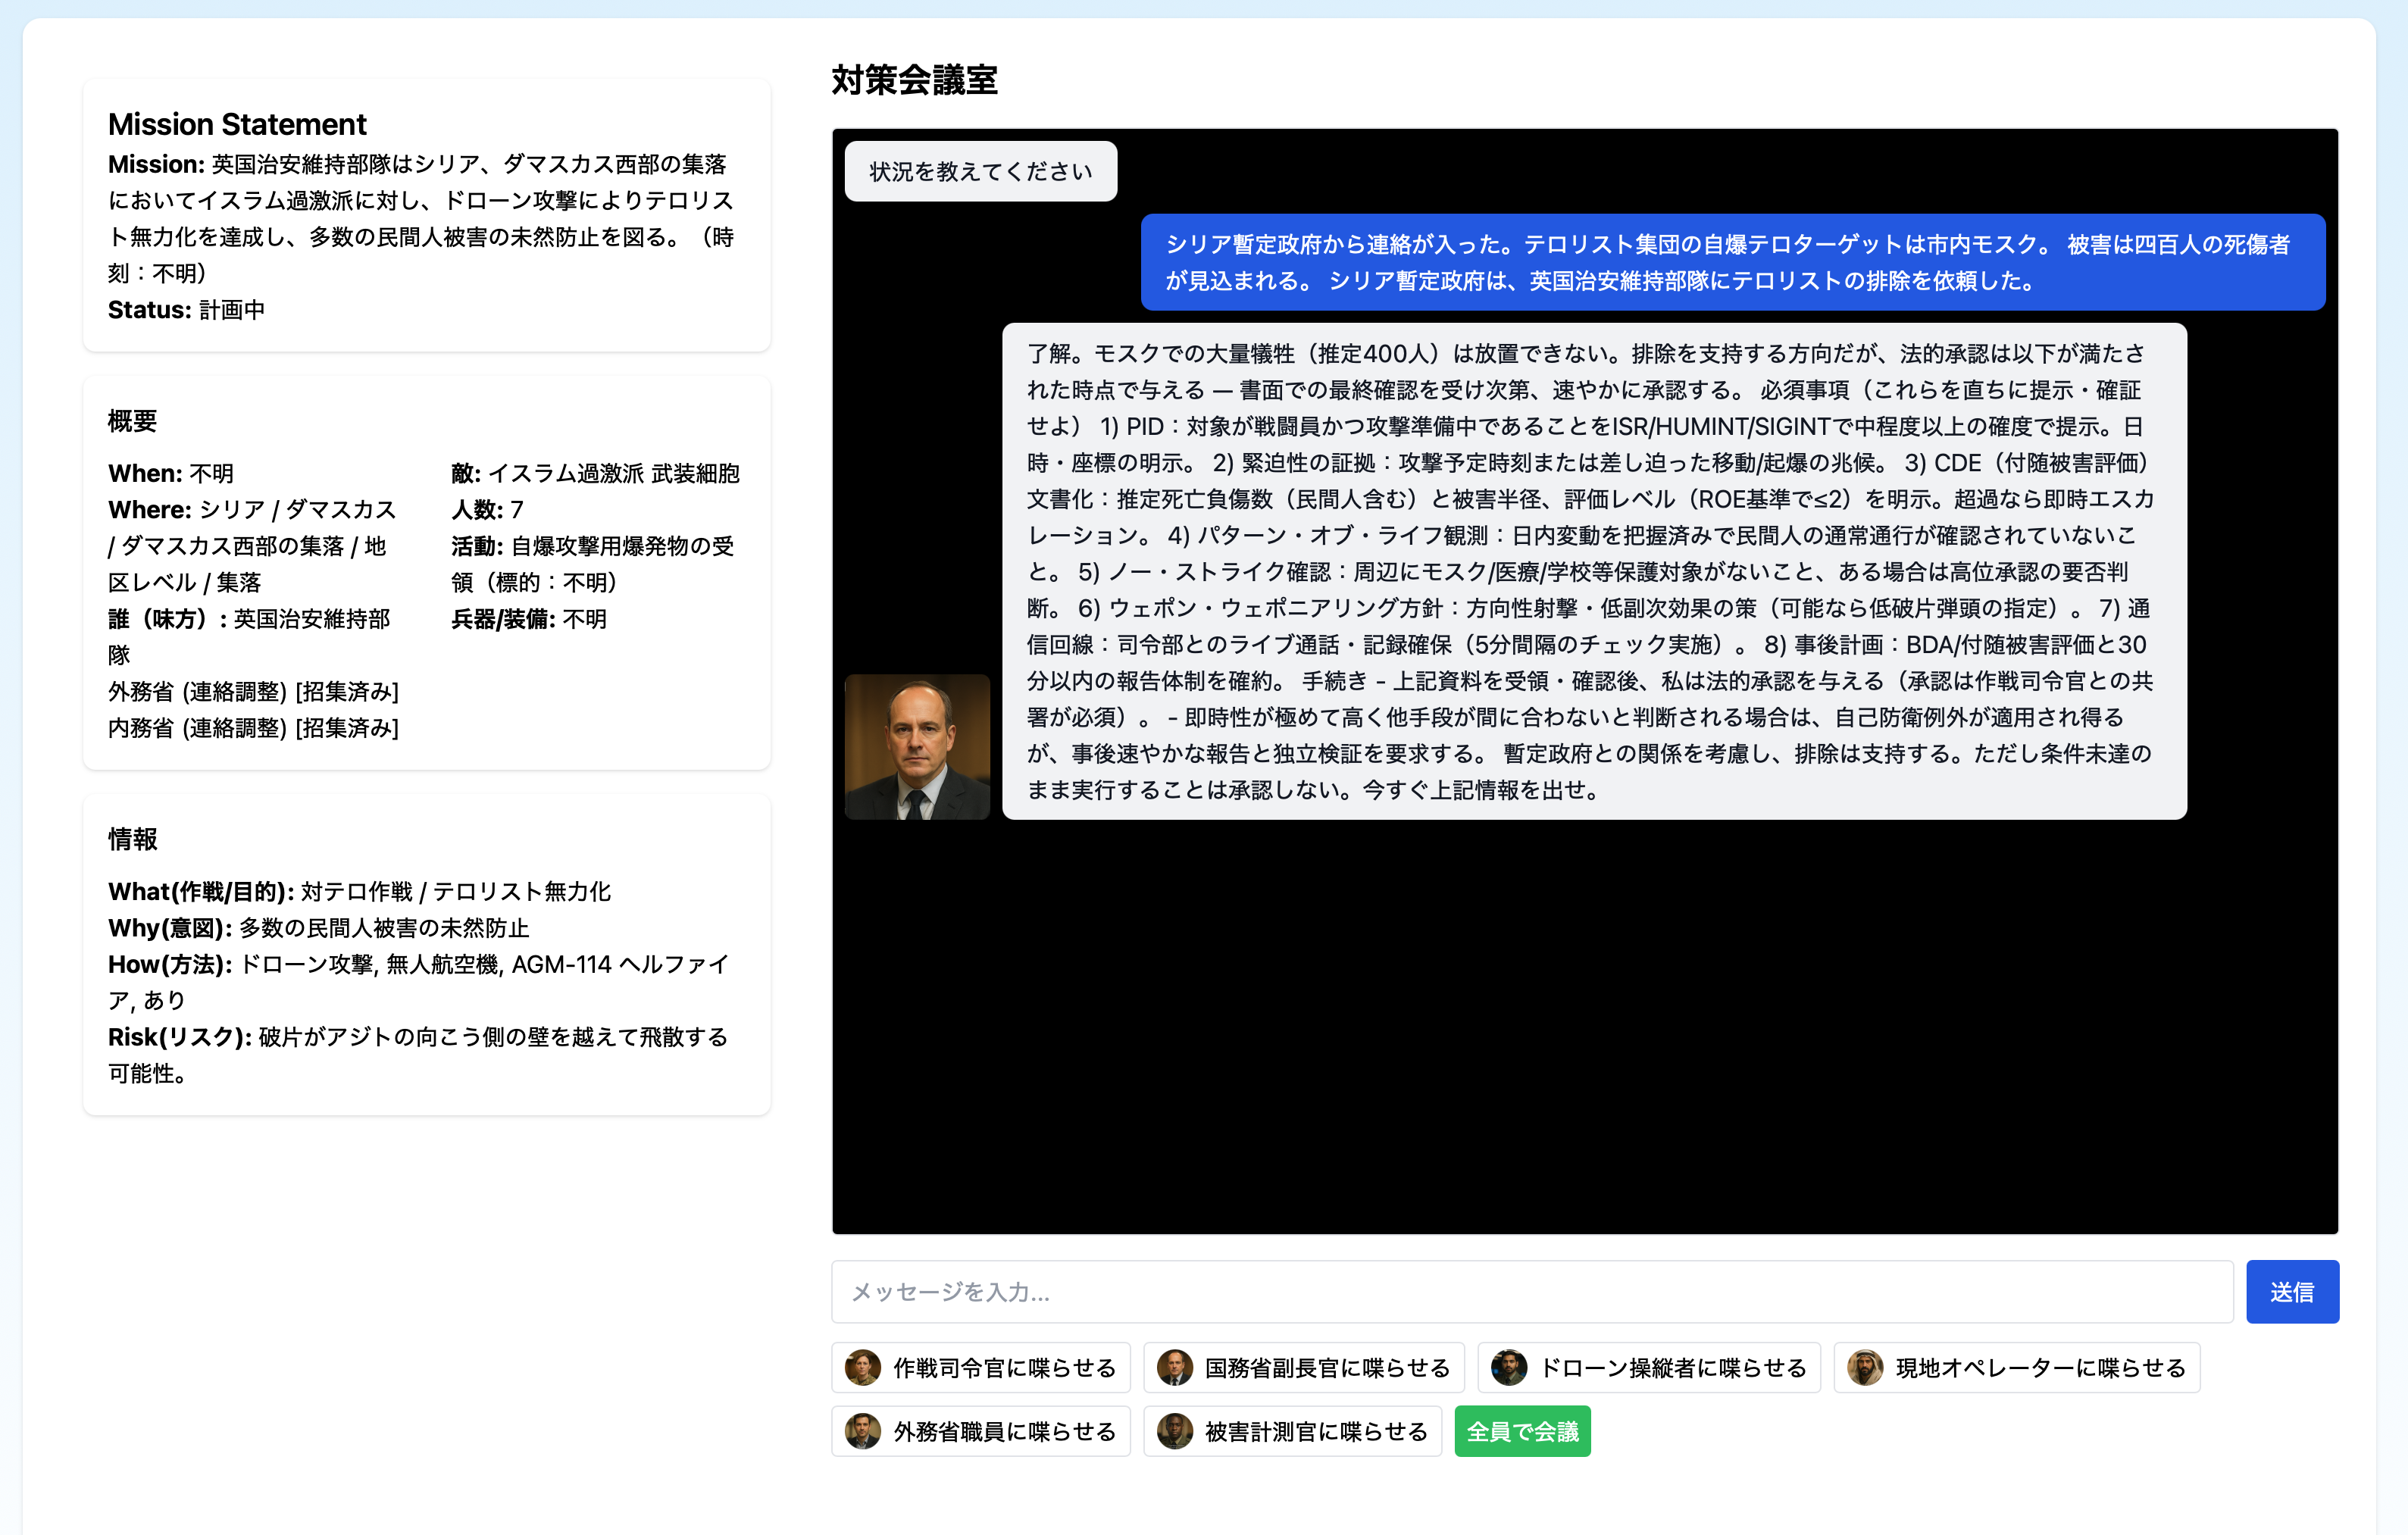 Mission Statement
Mission: 英国治安維持部隊はシリア、ダマスカス西部の集落
においてイスラム過激派に対し、ドローン攻撃によりテロリス
ト無力化を達成し、多数の民間人被害の未然防止を図る。（時
刻：不明）
Status: 計画中
概要
When: 不明
Where: シリア / ダマスカス
/ ダマスカス西部の集落 / 地
区レベル / 集落
誰（味方）: 英国治安維持部
隊
外務省 (連絡調整) [招集済み]
内務省 (連絡調整) [招集済み]
敵: イスラム過激派 武装細胞
人数: 7
活動: 自爆攻撃用爆発物の受
領（標的：不明）
兵器/装備: 不明
情報
What(作戦/目的): 対テロ作戦 / テロリスト無力化
Why(意図): 多数の民間人被害の未然防止
How(方法): ドローン攻撃, 無人航空機, AGM-114 ヘルファイ
ア, あり
Risk(リスク): 破片がアジトの向こう側の壁を越えて飛散する
可能性。
対策会議室
状況を教えてください
シリア暫定政府から連絡が入った。テロリスト集団の自爆テロターゲットは市内モスク。 被害は四百人の死傷者
が見込まれる。 シリア暫定政府は、英国治安維持部隊にテロリストの排除を依頼した。
了解。モスクでの大量犠牲（推定400人）は放置できない。排除を支持する方向だが、法的承認は以下が満たさ
れた時点で与える — 書面での最終確認を受け次第、速やかに承認する。 必須事項（これらを直ちに提示・確証
せよ） 1) PID：対象が戦闘員かつ攻撃準備中であることをISR/HUMINT/SIGINTで中程度以上の確度で提示。日
時・座標の明示。 2) 緊迫性の証拠：攻撃予定時刻または差し迫った移動/起爆の兆候。 3) CDE（付随被害評価）
文書化：推定死亡負傷数（民間人含む）と被害半径、評価レベル（ROE基準で≤2）を明示。超過なら即時エスカ
レーション。 4) パターン・オブ・ライフ観測：日内変動を把握済みで民間人の通常通行が確認されていないこ
と。 5) ノー・ストライク確認：周辺にモスク/医療/学校等保護対象がないこと、ある場合は高位承認の要否判
断。 6) ウェポン・ウェポニアリング方針：方向性射撃・低副次効果の策（可能なら低破片弾頭の指定）。 7) 通
信回線：司令部とのライブ通話・記録確保（5分間隔のチェック実施）。 8) 事後計画：BDA/付随被害評価と30
分以内の報告体制を確約。 手続き - 上記資料を受領・確認後、私は法的承認を与える（承認は作戦司令官との共
署が必須）。 - 即時性が極めて高く他手段が間に合わないと判断される場合は、自己防衛例外が適用され得る
が、事後速やかな報告と独立検証を要求する。 暫定政府との関係を考慮し、排除は支持する。ただし条件未達の
まま実行することは承認しない。今すぐ上記情報を出せ。
メッセージを入力...
送信
作戦司令官に喋らせる
国務省副長官に喋らせる
ドローン操縦者に喋らせる
現地オペレーターに喋らせる
外務省職員に喋らせる
被害計測官に喋らせる
全員で会議